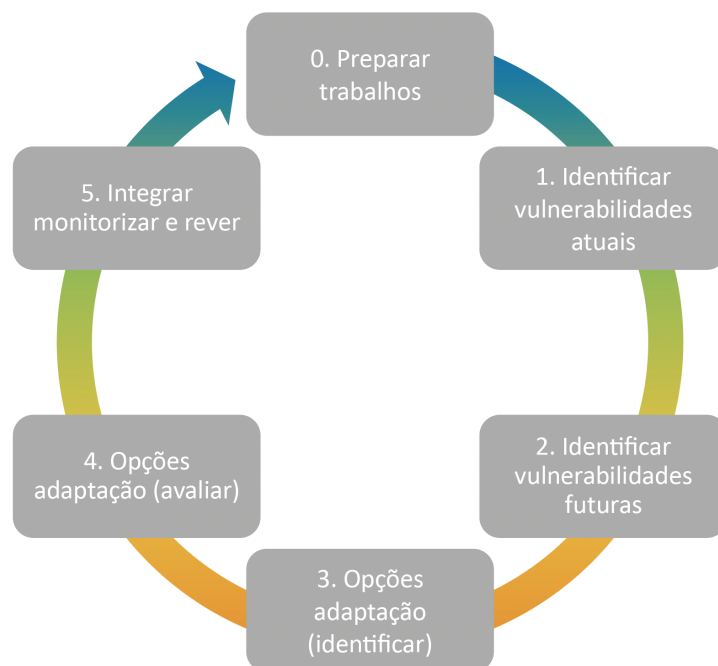 0. Preparar
trabalhos
1. Identificar
vulnerabilidades
atuais
2. Identificar
vulnerabilidades
futuras
3. Opções
adaptação
(identificar)
4. Opções
adaptação (avaliar)
5. Integrar
monitorizar e rever